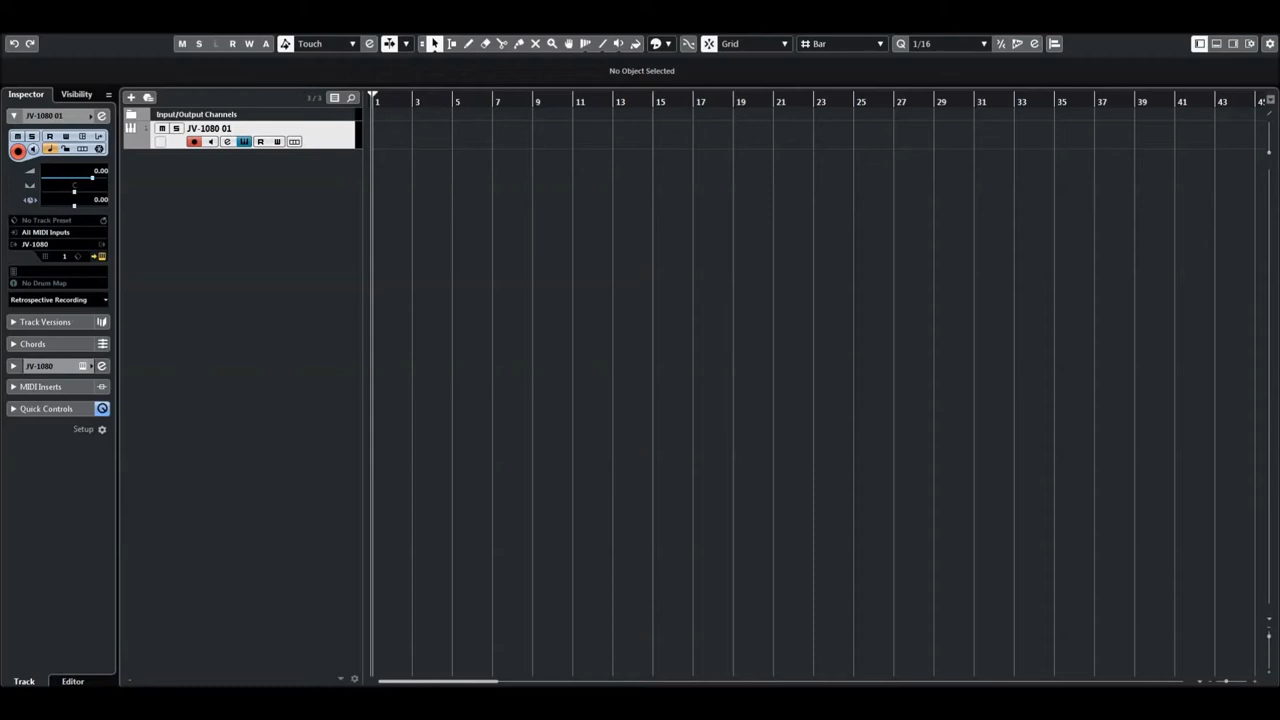 M S L R W A Touch Grid Bar Q 1/16
No Object Selected
Inspector Visibility
3 / 3
1 3 5 7 9 11 13 15 17 19 21 23 25 27 29 31 33 35 37 39 41 43
JV-1080 01
Input/Output Channels
1 M S JV-1080 01
R W
M S R W
0.00
C
0.00
No Track Preset
All MIDI Inputs
JV-1080
1
No Drum Map
Retrospective Recording
Track Versions
Chords
JV-1080
MIDI Inserts
Quick Controls
Setup
Track Editor